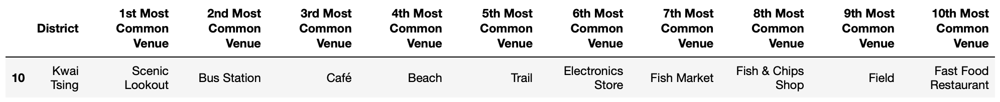 District 1st Most Common Venue 2nd Most Common Venue 3rd Most Common Venue 4th Most Common Venue 5th Most Common Venue 6th Most Common Venue 7th Most Common Venue 8th Most Common Venue 9th Most Common Venue 10th Most Common Venue
10 Kwai Tsing Scenic Lookout Bus Station Café Beach Trail Electronics Store Fish Market Fish & Chips Shop Field Fast Food Restaurant